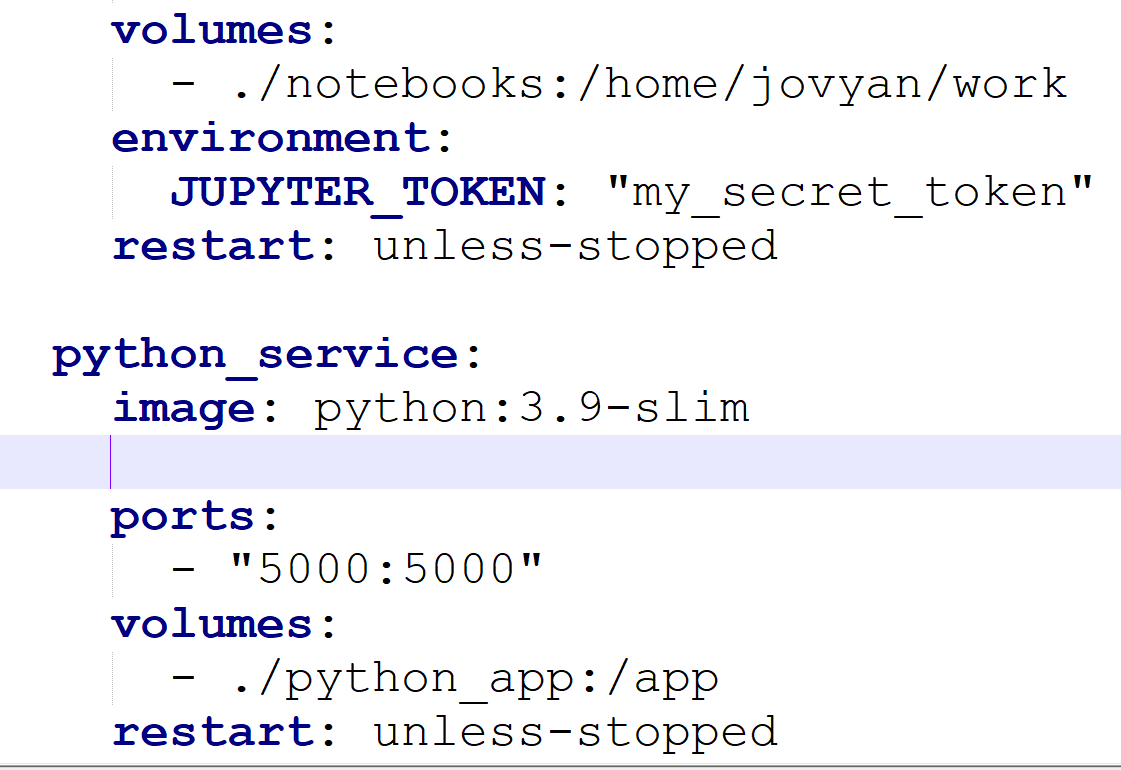 volumes:
- ./notebooks:/home/jovyan/work
environment:
JUPYTER_TOKEN: "my_secret_token"
restart: unless-stopped
python_service:
image: python:3.9-slim
ports:
- "5000:5000"
volumes:
- ./python_app:/app
restart: unless-stopped